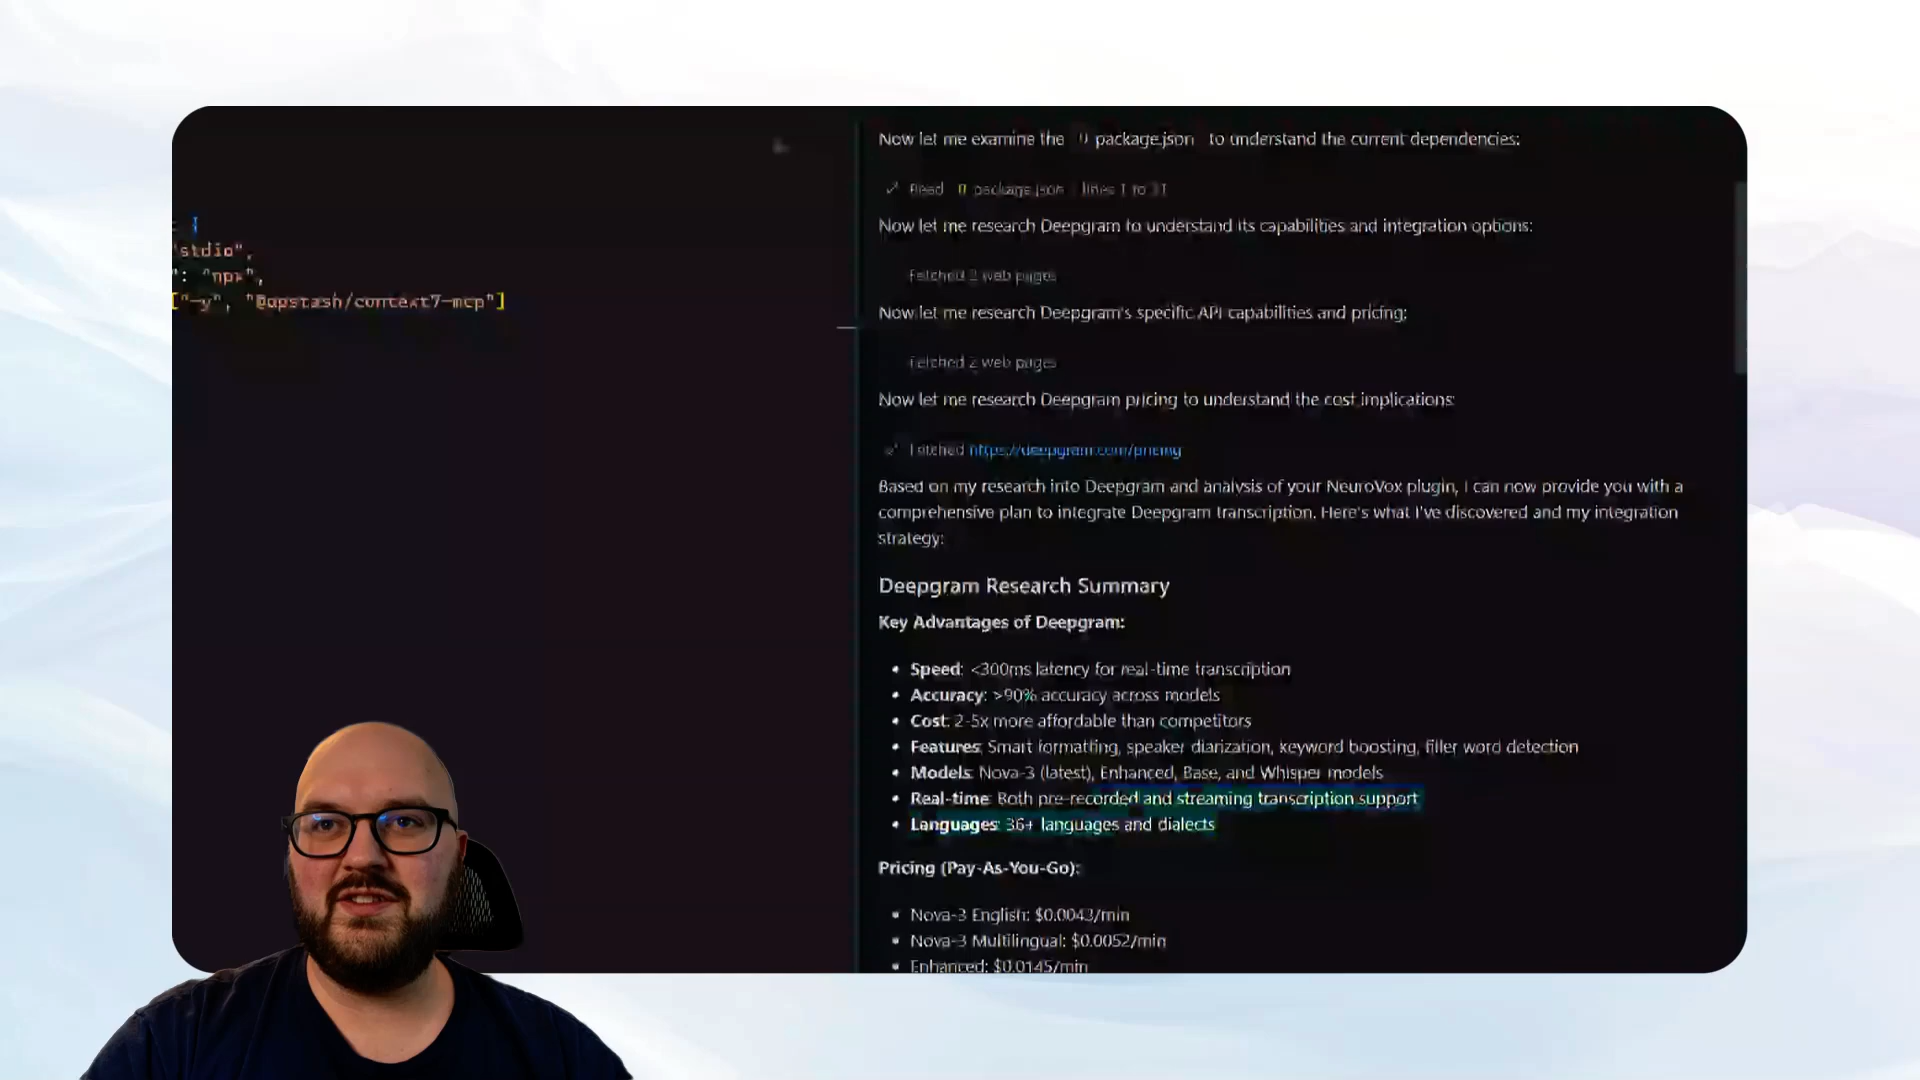 : {
"stdio",
": "npx",
["-y", "@upstash/context7-mcp"]
Now let me examine the {} package.json to understand the current dependencies:
✓ Read {} package.json : lines 1 to 31
Now let me research Deepgram to understand its capabilities and integration options:
Fetched 2 web pages
Now let me research Deepgram's specific API capabilities and pricing:
Fetched 2 web pages
Now let me research Deepgram pricing to understand the cost implications:
✓ Fetched https://deepgram.com/pricing
Based on my research into Deepgram and analysis of your NeuroVox plugin, I can now provide you with a
comprehensive plan to integrate Deepgram transcription. Here's what I've discovered and my integration
strategy:
Deepgram Research Summary
Key Advantages of Deepgram:
• Speed: <300ms latency for real-time transcription
• Accuracy: >90% accuracy across models
• Cost: 2-5x more affordable than competitors
• Features: Smart formatting, speaker diarization, keyword boosting, filler word detection
• Models: Nova-3 (latest), Enhanced, Base, and Whisper models
• Real-time: Both pre-recorded and streaming transcription support
• Languages: 36+ languages and dialects
Pricing (Pay-As-You-Go):
• Nova-3 English: $0.0043/min
• Nova-3 Multilingual: $0.0052/min
• Enhanced: $0.0145/min